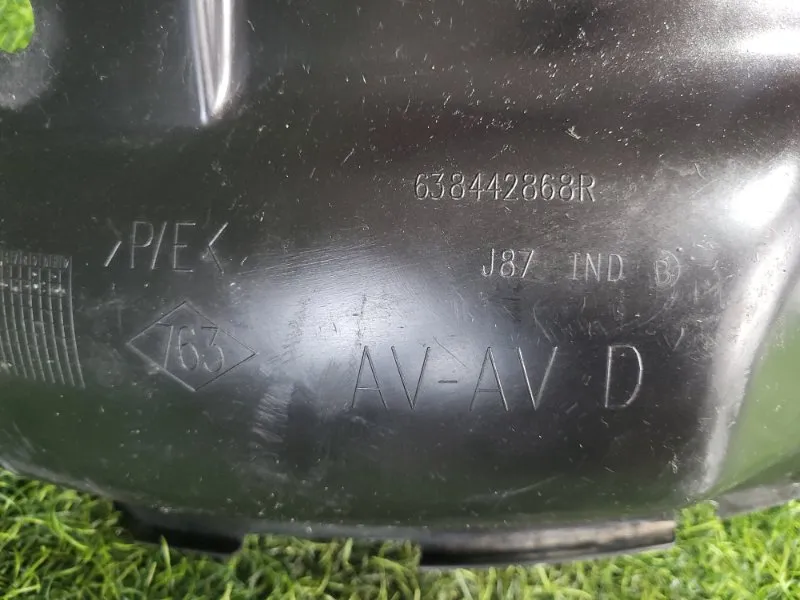 638442868R
>P/E<
J87 IND B
763
AV-AV D